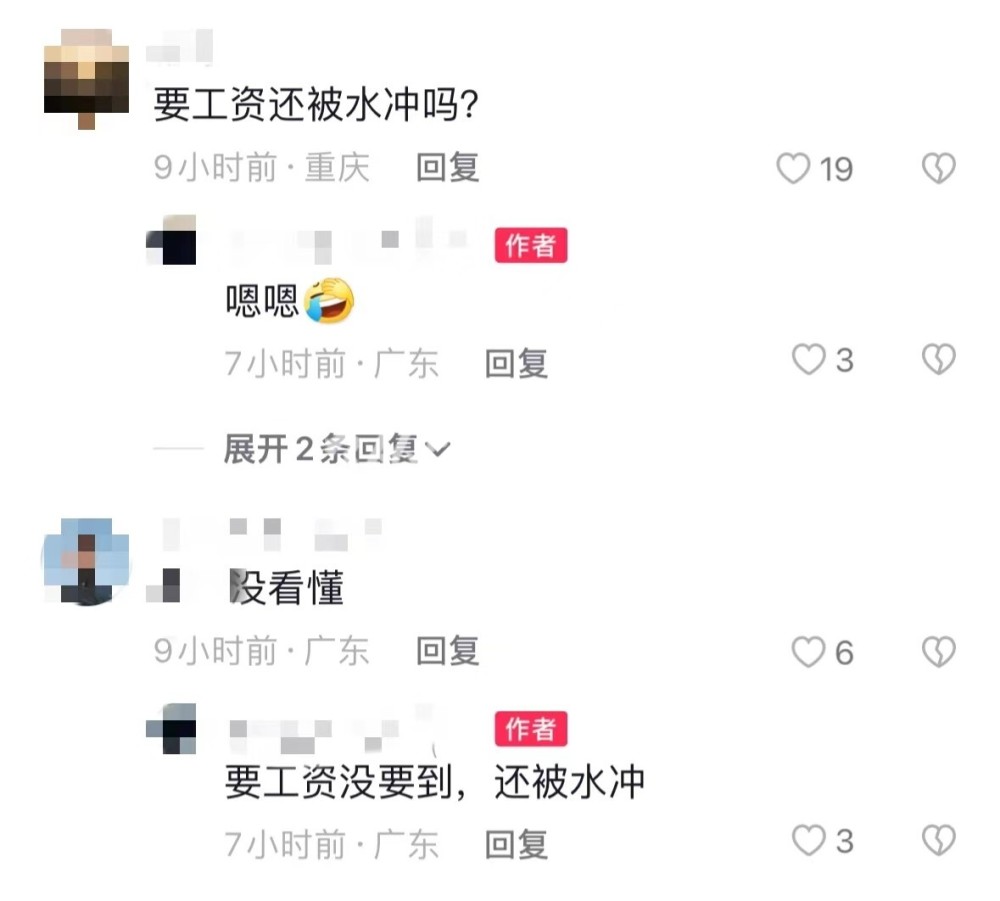 要工资还被水冲吗？
9小时前 · 重庆 回复 19
作者
嗯嗯🤣
7小时前 · 广东 回复 3
展开2条回复
没看懂
9小时前 · 广东 回复 6
作者
要工资没要到，还被水冲
7小时前 · 广东 回复 3